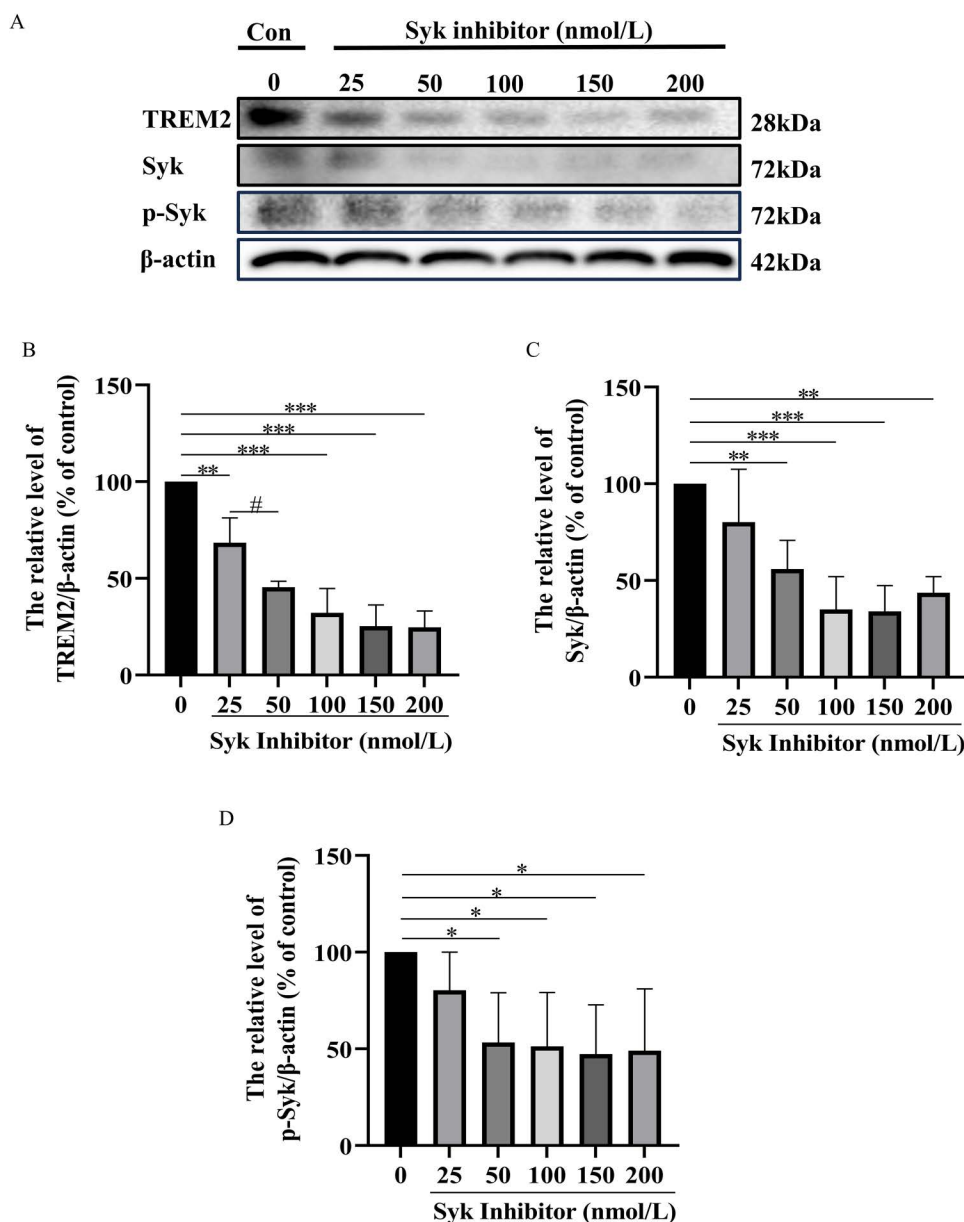 A
Con
Syk inhibitor (nmol/L)
0 25 50 100 150 200
TREM2 28kDa
Syk 72kDa
p-Syk 72kDa
β-actin 42kDa
B
The relative level of
TREM2/β-actin (% of control)
150
100
50
0
***
***
***
**
#
0 25 50 100 150 200
Syk Inhibitor (nmol/L)
C
The relative level of
Syk/β-actin (% of control)
150
100
50
0
**
***
***
**
0 25 50 100 150 200
Syk Inhibitor (nmol/L)
D
The relative level of
p-Syk/β-actin (% of control)
150
100
50
0
*
*
*
*
0 25 50 100 150 200
Syk Inhibitor (nmol/L)